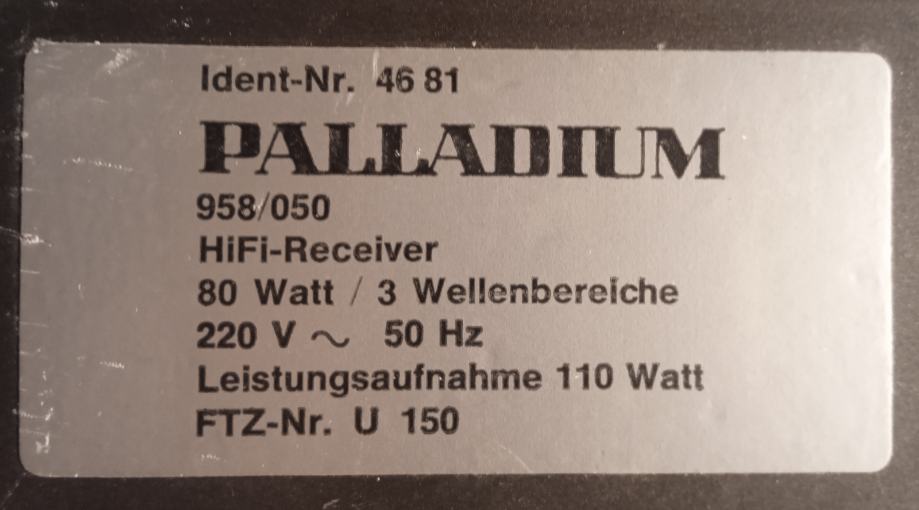 Ident-Nr. 46 81
PALLADIUM
958/050
HiFi-Receiver
80 Watt / 3 Wellenbereiche
220 V ~ 50 Hz
Leistungsaufnahme 110 Watt
FTZ-Nr. U 150